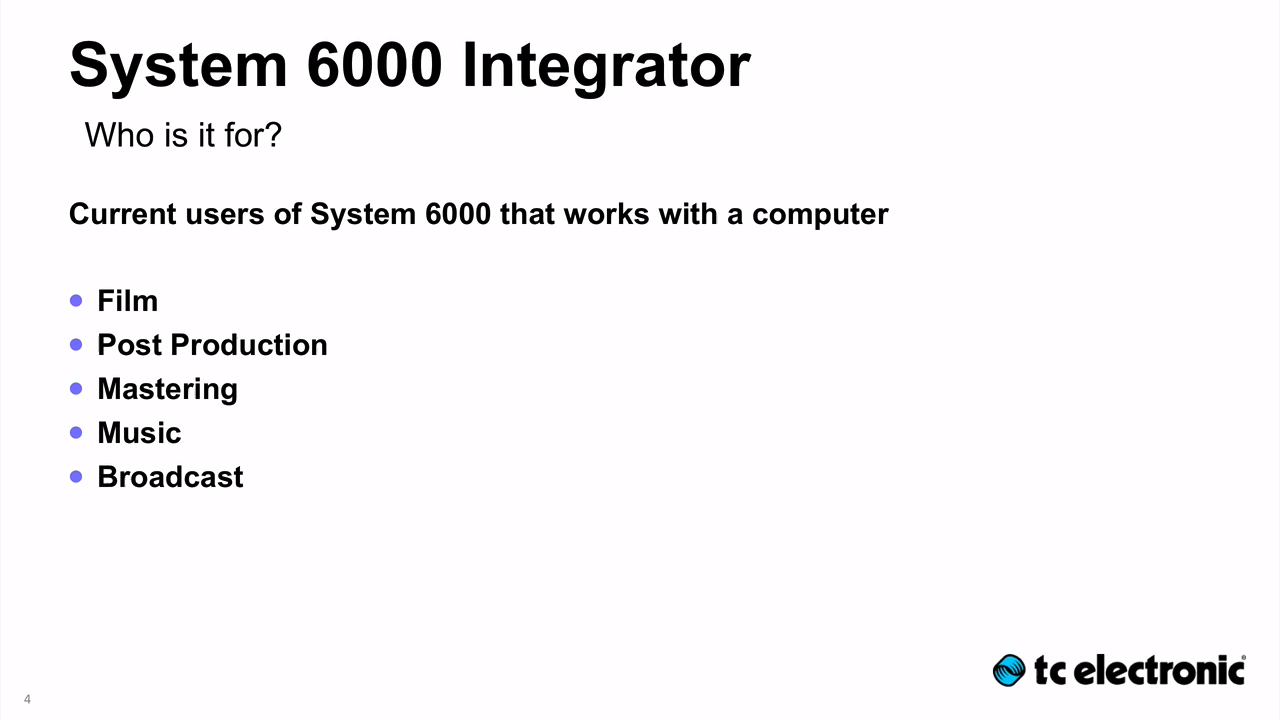 System 6000 Integrator
Who is it for?
Current users of System 6000 that works with a computer
Film
Post Production
Mastering
Music
Broadcast
tc electronic®
4